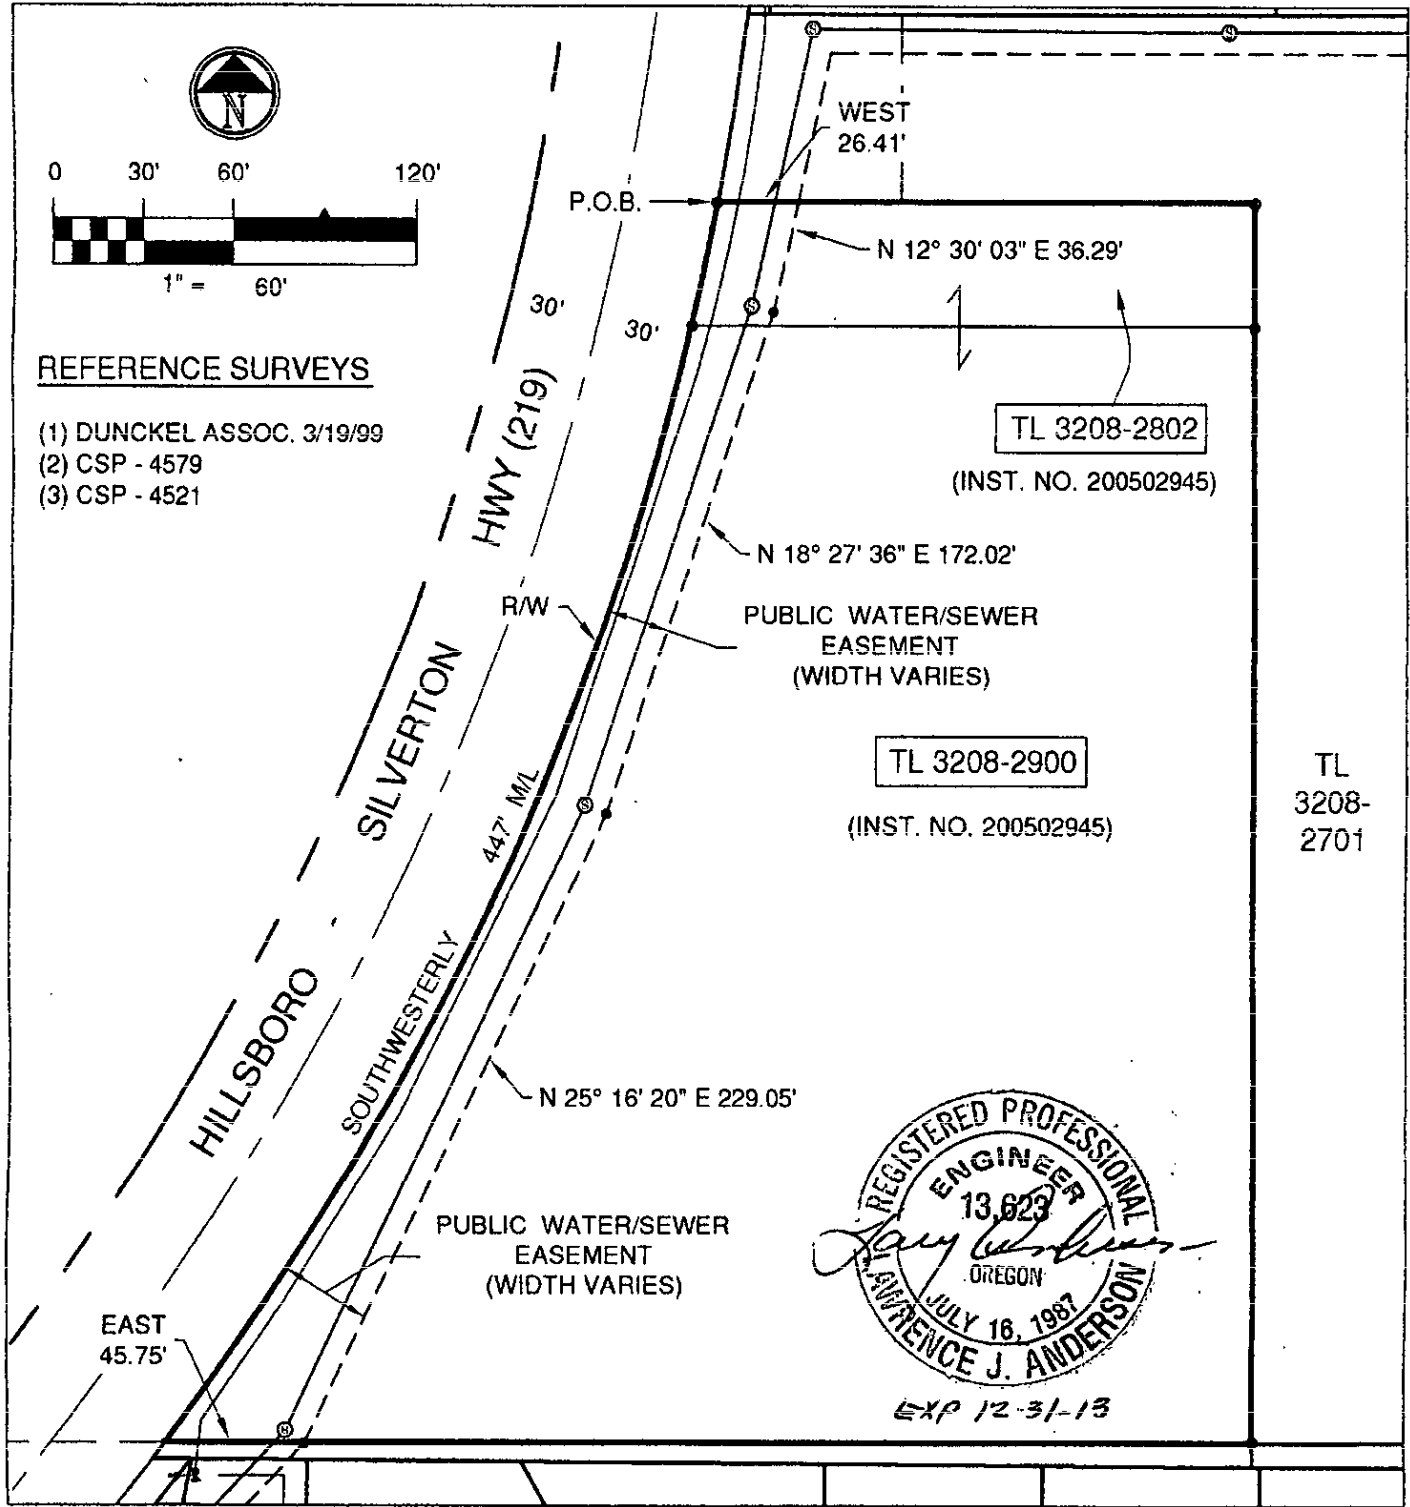 N
0 30' 60' 120'
1" = 60'
REFERENCE SURVEYS
(1) DUNCKEL ASSOC. 3/19/99
(2) CSP - 4579
(3) CSP - 4521
WEST
26.41'
P.O.B.
N 12° 30' 03" E 36.29'
30'
30'
TL 3208-2802
(INST. NO. 200502945)
HILLSBORO SILVERTON HWY (219)
N 18° 27' 36" E 172.02'
R/W
PUBLIC WATER/SEWER
EASEMENT
(WIDTH VARIES)
TL 3208-2900
(INST. NO. 200502945)
TL
3208-
2701
SOUTHWESTERLY 447' M/L
N 25° 16' 20" E 229.05'
PUBLIC WATER/SEWER
EASEMENT
(WIDTH VARIES)
EAST
45.75'
REGISTERED PROFESSIONAL
ENGINEER
13,623
OREGON
JULY 16, 1987
LAWRENCE J. ANDERSON
EXP 12-31-13
S
S
S
S
S